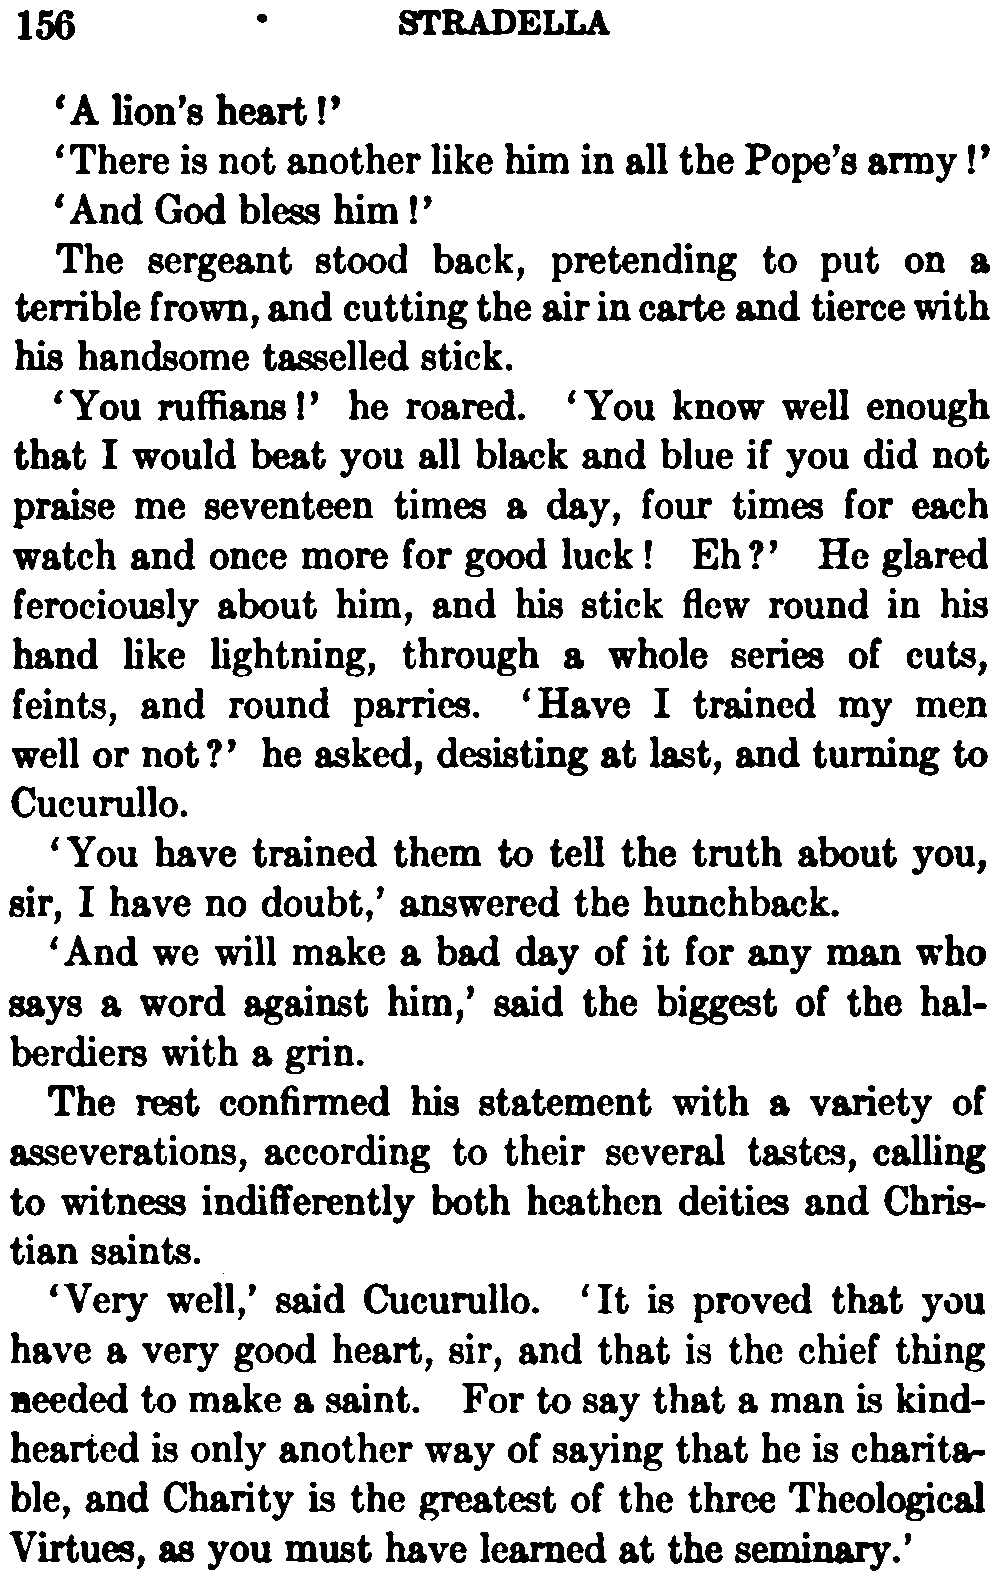 156 STRADELLA
‘A lion’s heart!’
‘There is not another like him in all the Pope’s army!’
‘And God bless him!’
The sergeant stood back, pretending to put on a
terrible frown, and cutting the air in carte and tierce with
his handsome tasselled stick.
‘You ruffians!’ he roared. ‘You know well enough
that I would beat you all black and blue if you did not
praise me seventeen times a day, four times for each
watch and once more for good luck! Eh?’ He glared
ferociously about him, and his stick flew round in his
hand like lightning, through a whole series of cuts,
feints, and round parries. ‘Have I trained my men
well or not?’ he asked, desisting at last, and turning to
Cucurullo.
‘You have trained them to tell the truth about you,
sir, I have no doubt,’ answered the hunchback.
‘And we will make a bad day of it for any man who
says a word against him,’ said the biggest of the hal-
berdiers with a grin.
The rest confirmed his statement with a variety of
asseverations, according to their several tastes, calling
to witness indifferently both heathen deities and Chris-
tian saints.
‘Very well,’ said Cucurullo. ‘It is proved that you
have a very good heart, sir, and that is the chief thing
needed to make a saint. For to say that a man is kind-
hearted is only another way of saying that he is charita-
ble, and Charity is the greatest of the three Theological
Virtues, as you must have learned at the seminary.’